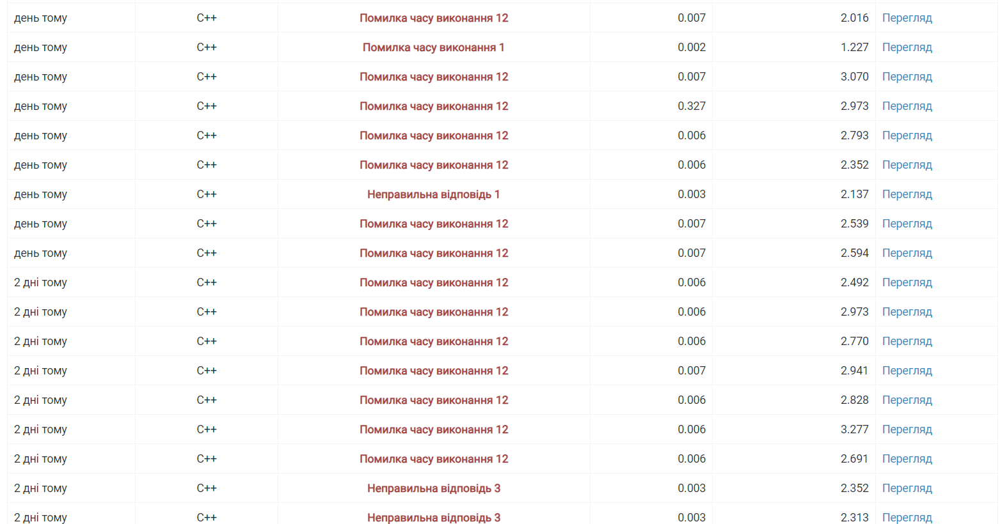 день тому C++ Помилка часу виконання 12 0.007 2.016 Перегляд
день тому C++ Помилка часу виконання 1 0.002 1.227 Перегляд
день тому C++ Помилка часу виконання 12 0.007 3.070 Перегляд
день тому C++ Помилка часу виконання 12 0.327 2.973 Перегляд
день тому C++ Помилка часу виконання 12 0.006 2.793 Перегляд
день тому C++ Помилка часу виконання 12 0.006 2.352 Перегляд
день тому C++ Неправильна відповідь 1 0.003 2.137 Перегляд
день тому C++ Помилка часу виконання 12 0.007 2.539 Перегляд
день тому C++ Помилка часу виконання 12 0.007 2.594 Перегляд
2 дні тому C++ Помилка часу виконання 12 0.006 2.492 Перегляд
2 дні тому C++ Помилка часу виконання 12 0.006 2.973 Перегляд
2 дні тому C++ Помилка часу виконання 12 0.006 2.770 Перегляд
2 дні тому C++ Помилка часу виконання 12 0.007 2.941 Перегляд
2 дні тому C++ Помилка часу виконання 12 0.006 2.828 Перегляд
2 дні тому C++ Помилка часу виконання 12 0.006 3.277 Перегляд
2 дні тому C++ Помилка часу виконання 12 0.006 2.691 Перегляд
2 дні тому C++ Неправильна відповідь 3 0.003 2.352 Перегляд
2 дні тому C++ Неправильна відповідь 3 0.003 2.313 Перегляд